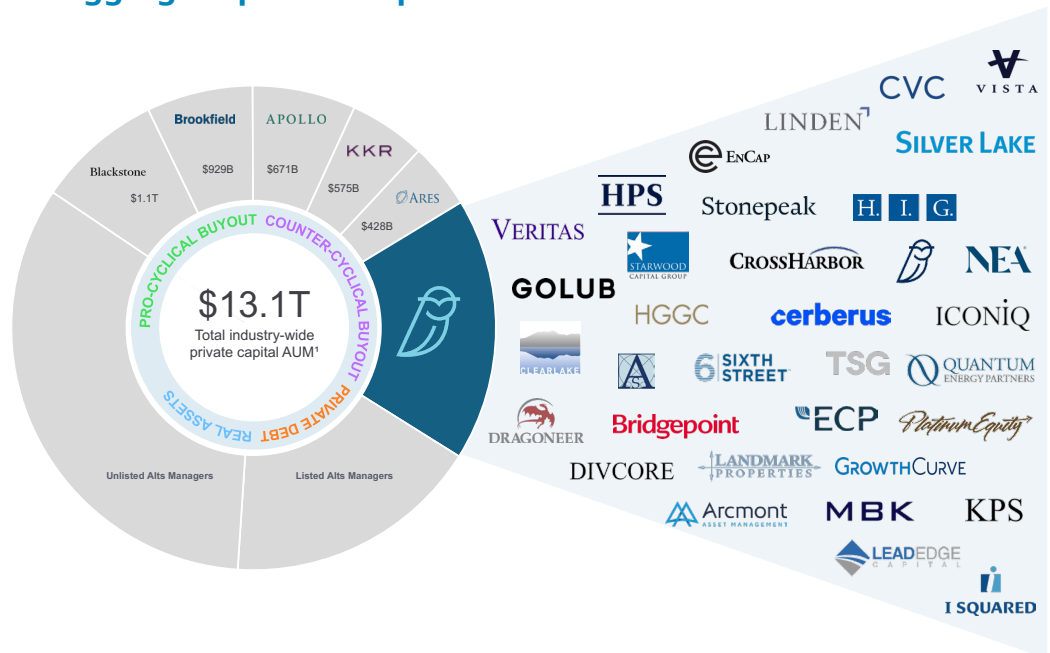 Brookfield
$929B
APOLLO
$671B
KKR
$575B
ARES
$428B
Blackstone
$1.1T
PRO-CYCLICAL BUYOUT
COUNTER-CYCLICAL BUYOUT
PRIVATE DEBT
REAL ASSETS
$13.1T
Total industry-wide
private capital AUM¹
Unlisted Alts Managers
Listed Alts Managers
VISTA
CVC
LINDEN
SILVER LAKE
ENCAP
HPS
Stonepeak
H. I. G.
VERITAS
STARWOOD
CAPITAL GROUP
CROSSHARBOR
NEA
GOLUB
HGGC
cerberus
ICONIQ
CLEARLAKE
AS
6 SIXTH
STREET
TSG
QUANTUM
ENERGY PARTNERS
DRAGONEER
Bridgepoint
ECP
Platinum Equity
DIVCORE
LANDMARK
PROPERTIES
GROWTHCURVE
Arcmont
ASSET MANAGEMENT
MBK
KPS
LEADEDGE
CAPITAL
I SQUARED